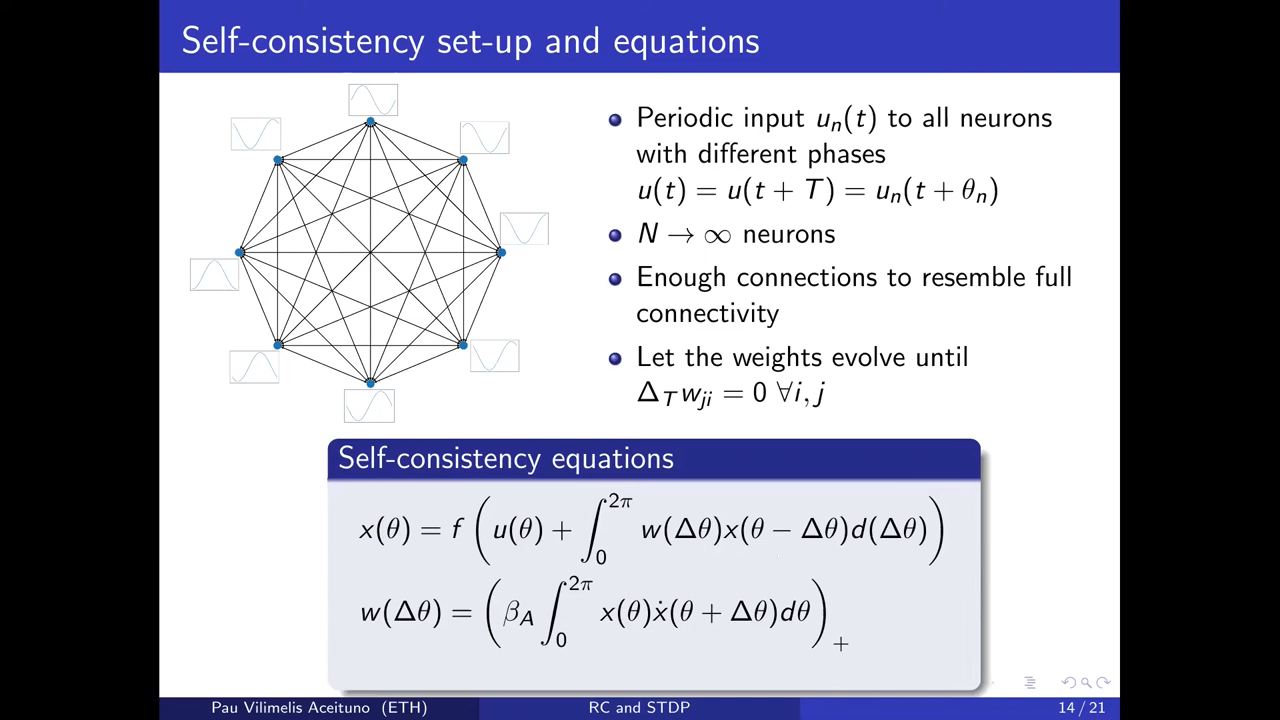 Self-consistency set-up and equations
Periodic input uₙ(t) to all neurons
with different phases
u(t) = u(t + T) = uₙ(t + θₙ)
N → ∞ neurons
Enough connections to resemble full
connectivity
Let the weights evolve until
Δ_T w_{ji} = 0 ∀i, j
Self-consistency equations
x(θ) = f ( u(θ) + ∫₀^{2π} w(Δθ)x(θ − Δθ)d(Δθ) )
w(Δθ) = ( β_A ∫₀^{2π} x(θ)ẋ(θ + Δθ)dθ )₊
Pau Vilimelis Aceituno (ETH) RC and STDP 14 / 21